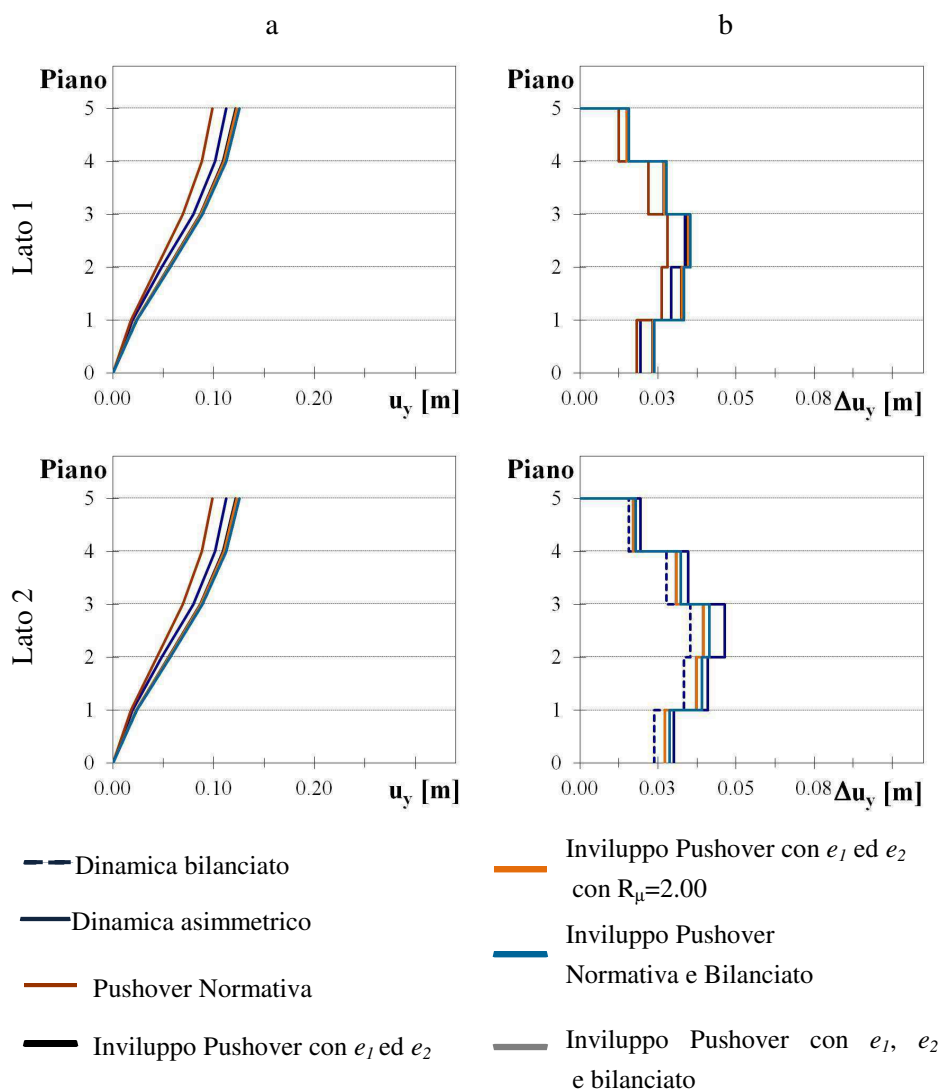 a
b
Piano
5
4
3
2
1
0
0.00 0.10 0.20
u_y [m]
Lato 1
Piano
5
4
3
2
1
0
0.00 0.03 0.05 0.08
Δu_y [m]
Piano
5
4
3
2
1
0
0.00 0.10 0.20
u_y [m]
Lato 2
Piano
5
4
3
2
1
0
0.00 0.03 0.05 0.08
Δu_y [m]
Dinamica bilanciato
Dinamica asimmetrico
Pushover Normativa
Inviluppo Pushover con e₁ ed e₂
Inviluppo Pushover con e₁ ed e₂
con R_μ=2.00
Inviluppo Pushover
Normativa e Bilanciato
Inviluppo Pushover con e₁, e₂
e bilanciato